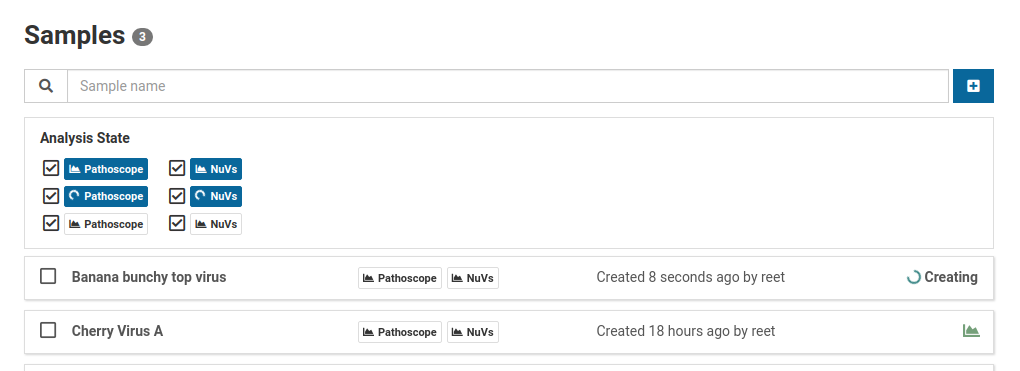 Samples 3
Sample name
Analysis State
Pathoscope NuVs
Pathoscope NuVs
Pathoscope NuVs
Banana bunchy top virus Pathoscope NuVs Created 8 seconds ago by reet Creating
Cherry Virus A Pathoscope NuVs Created 18 hours ago by reet